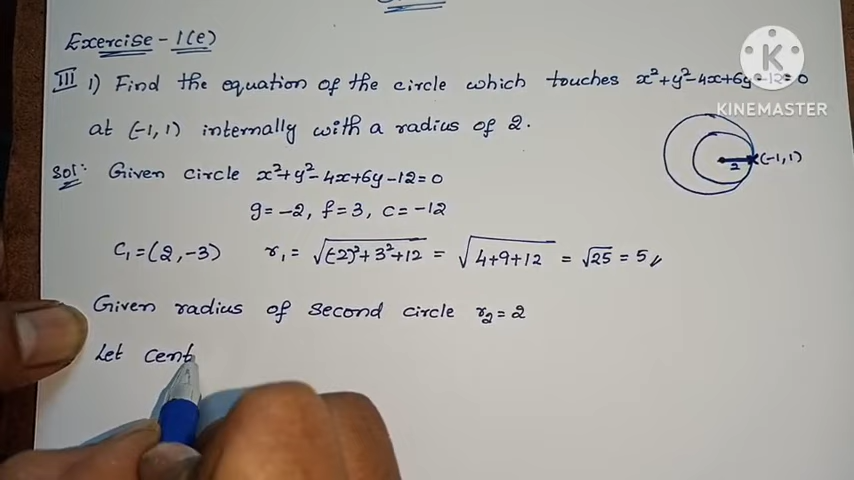 Exercise - 1(e)
III 1) Find the equation of the circle which touches x²+y²-4x+6y-12=0
at (-1,1) internally with a radius of 2.
Sol: Given circle x²+y²-4x+6y-12=0
g=-2, f=3, c=-12
C₁=(2,-3) r₁= √(-2)²+3²+12 = √4+9+12 = √25 = 5
Given radius of second circle r₂=2
Let cent
2 (-1,1)
K
KINEMASTER